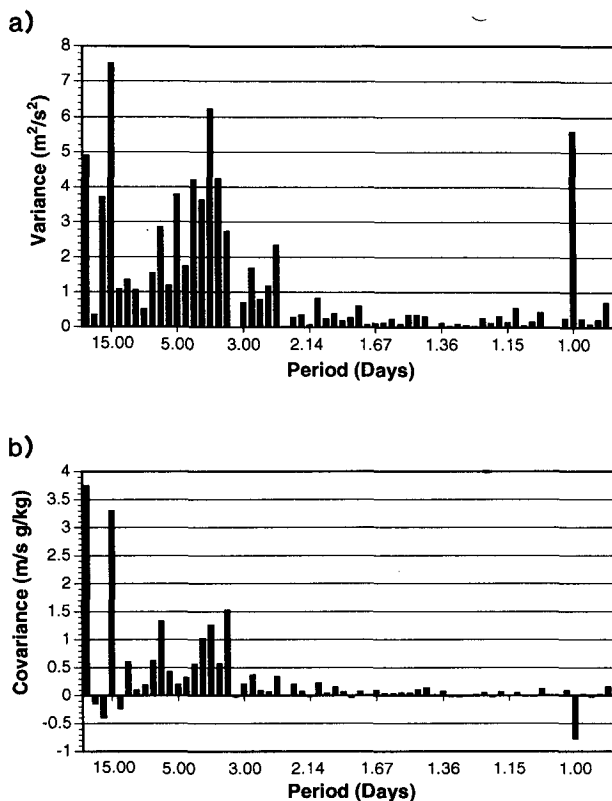 a)
Variance (m²/s²)
8
7
6
5
4
3
2
1
0
15.00 5.00 3.00 2.14 1.67 1.36 1.15 1.00
Period (Days)
b)
Covariance (m/s g/kg)
4
3.5
3
2.5
2
1.5
1
0.5
0
-0.5
-1
15.00 5.00 3.00 2.14 1.67 1.36 1.15 1.00
Period (Days)